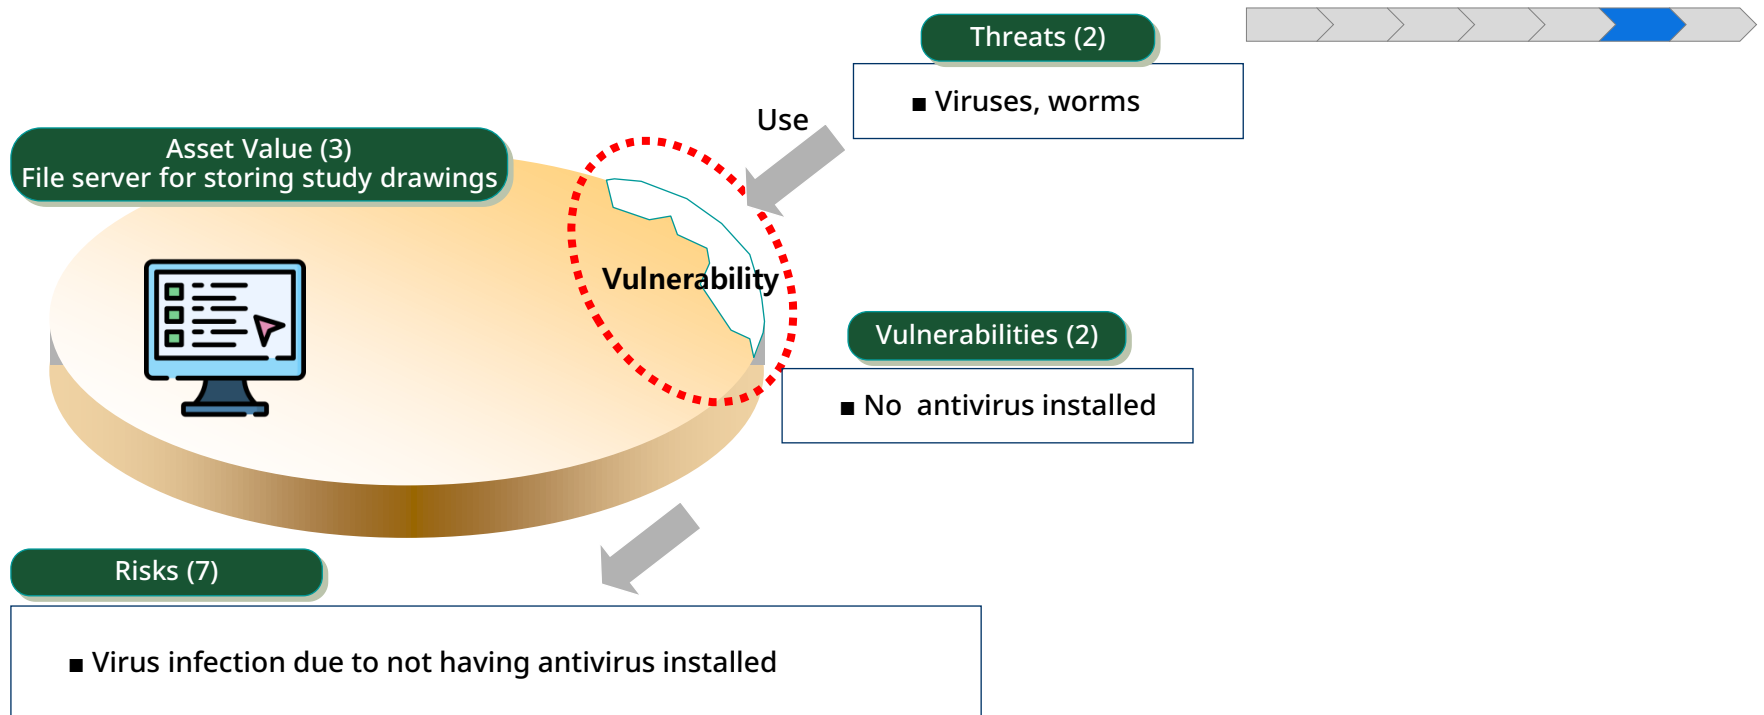 Threats (2)
■ Viruses, worms
Use
Asset Value (3)
File server for storing study drawings
Vulnerability
Vulnerabilities (2)
■ No antivirus installed
Risks (7)
■ Virus infection due to not having antivirus installed